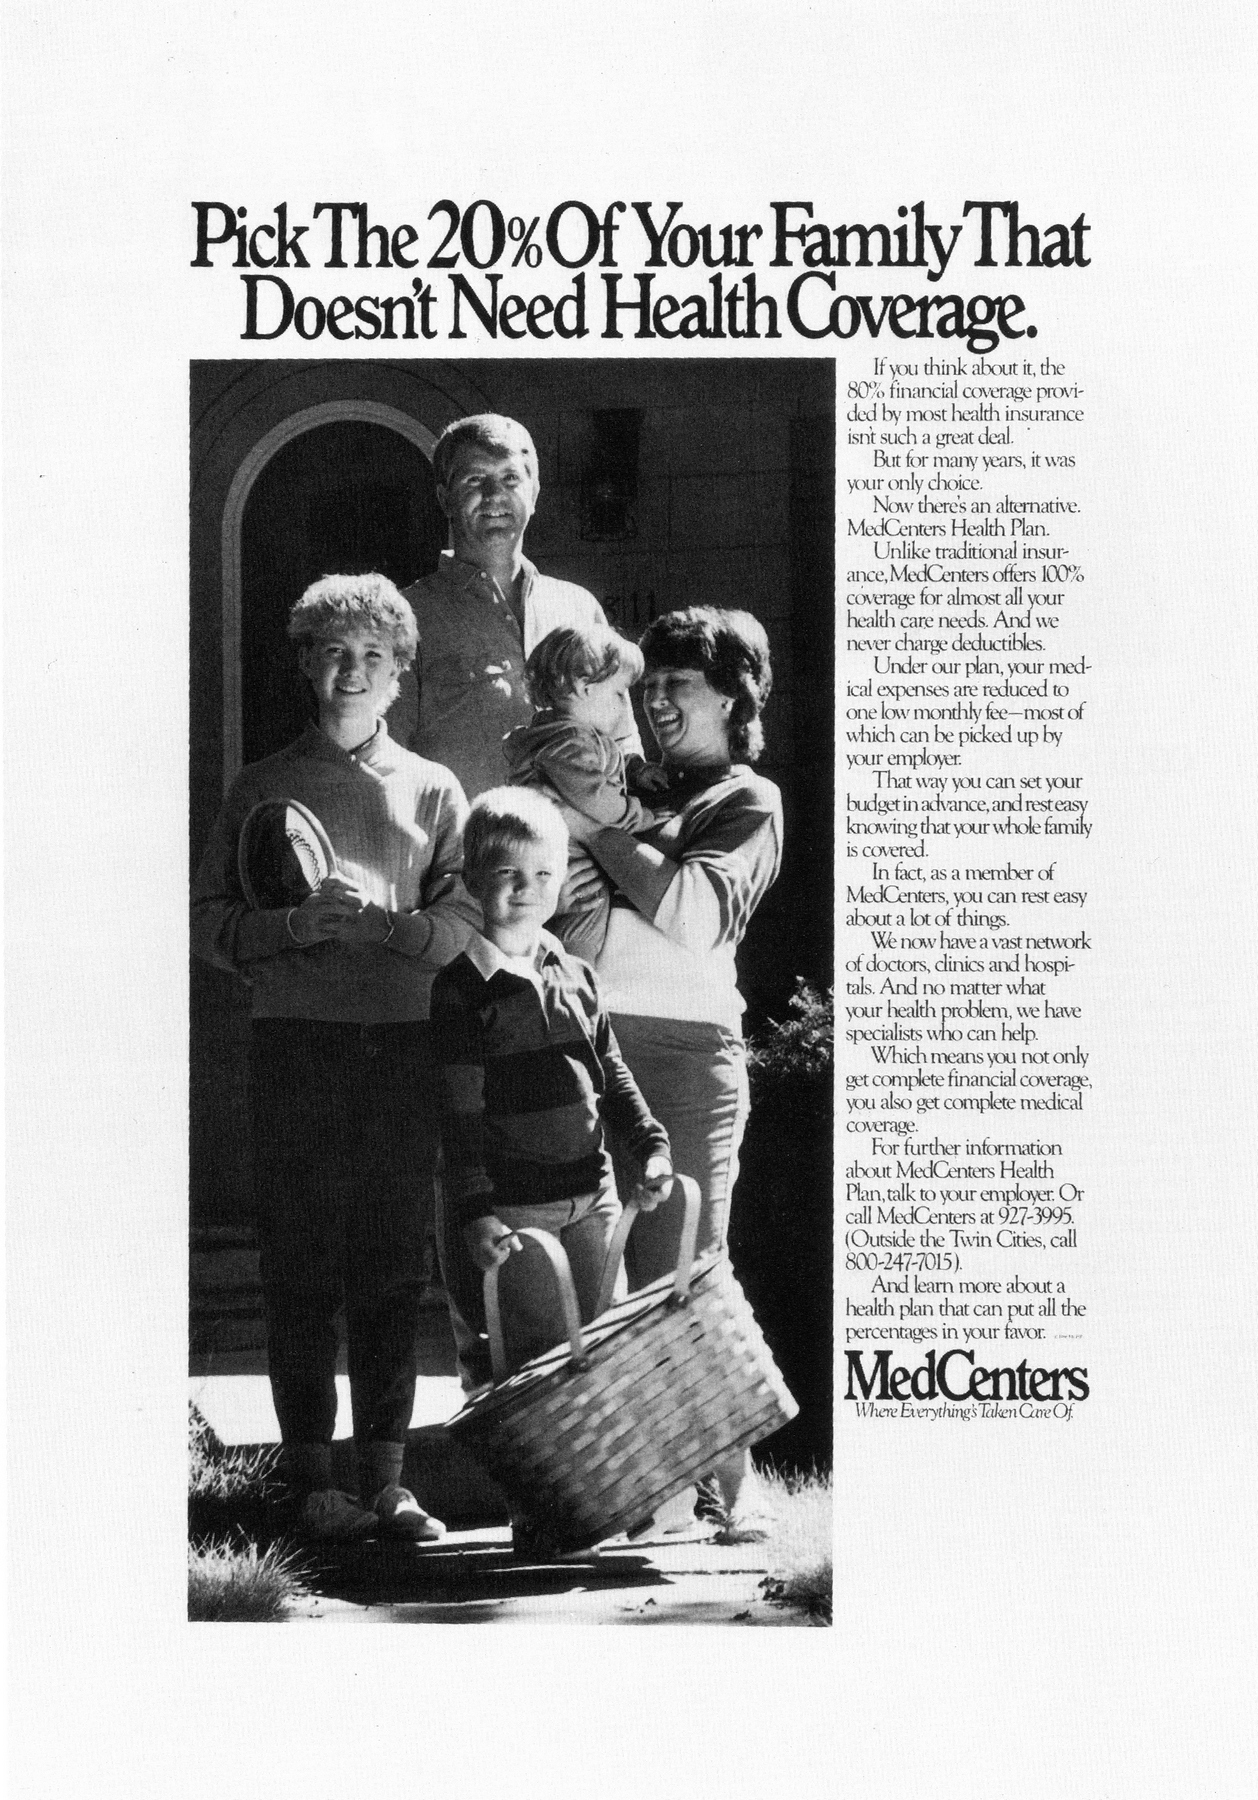 Pick The 20% Of Your Family That
Doesn't Need Health Coverage.
8111
If you think about it, the
80% financial coverage provi-
ded by most health insurance
isn't such a great deal.
But for many years, it was
your only choice.
Now there's an alternative.
MedCenters Health Plan.
Unlike traditional insur-
ance, MedCenters offers 100%
coverage for almost all your
health care needs. And we
never charge deductibles.
Under our plan, your med-
ical expenses are reduced to
one low monthly fee—most of
which can be picked up by
your employer.
That way you can set your
budget in advance, and rest easy
knowing that your whole family
is covered.
In fact, as a member of
MedCenters, you can rest easy
about a lot of things.
We now have a vast network
of doctors, clinics and hospi-
tals. And no matter what
your health problem, we have
specialists who can help.
Which means you not only
get complete financial coverage,
you also get complete medical
coverage.
For further information
about MedCenters Health
Plan, talk to your employer. Or
call MedCenters at 927-3995.
(Outside the Twin Cities, call
800-247-7015).
And learn more about a
health plan that can put all the
percentages in your favor.
MedCenters
Where Everything's Taken Care Of.